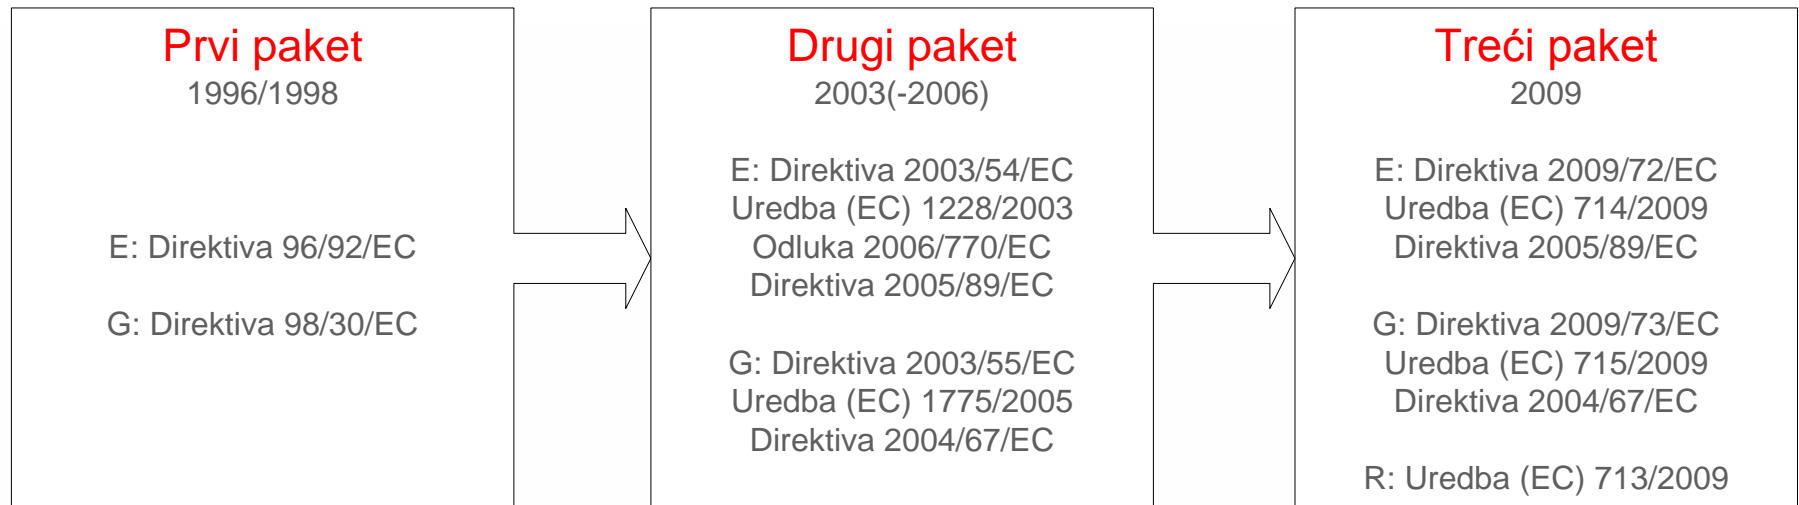 Prvi paket
1996/1998
E: Direktiva 96/92/EC
G: Direktiva 98/30/EC
Drugi paket
2003(-2006)
E: Direktiva 2003/54/EC
Uredba (EC) 1228/2003
Odluka 2006/770/EC
Direktiva 2005/89/EC
G: Direktiva 2003/55/EC
Uredba (EC) 1775/2005
Direktiva 2004/67/EC
Treći paket
2009
E: Direktiva 2009/72/EC
Uredba (EC) 714/2009
Direktiva 2005/89/EC
G: Direktiva 2009/73/EC
Uredba (EC) 715/2009
Direktiva 2004/67/EC
R: Uredba (EC) 713/2009